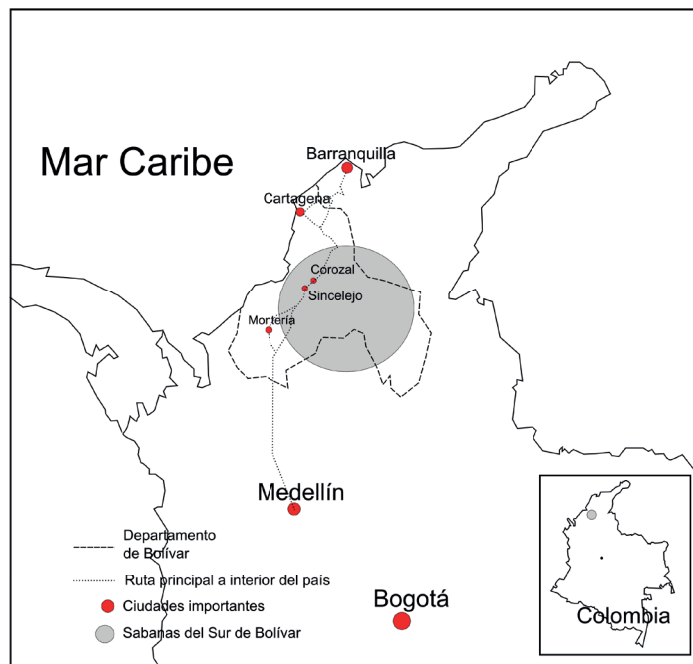 Mar Caribe
Barranquilla
Cartagena
Corozal
Sincelejo
Mortería
Medellín
Bogotá
Departamento
de Bolívar
Ruta principal a interior del país
Ciudades importantes
Sabanas del Sur de Bolívar
Colombia